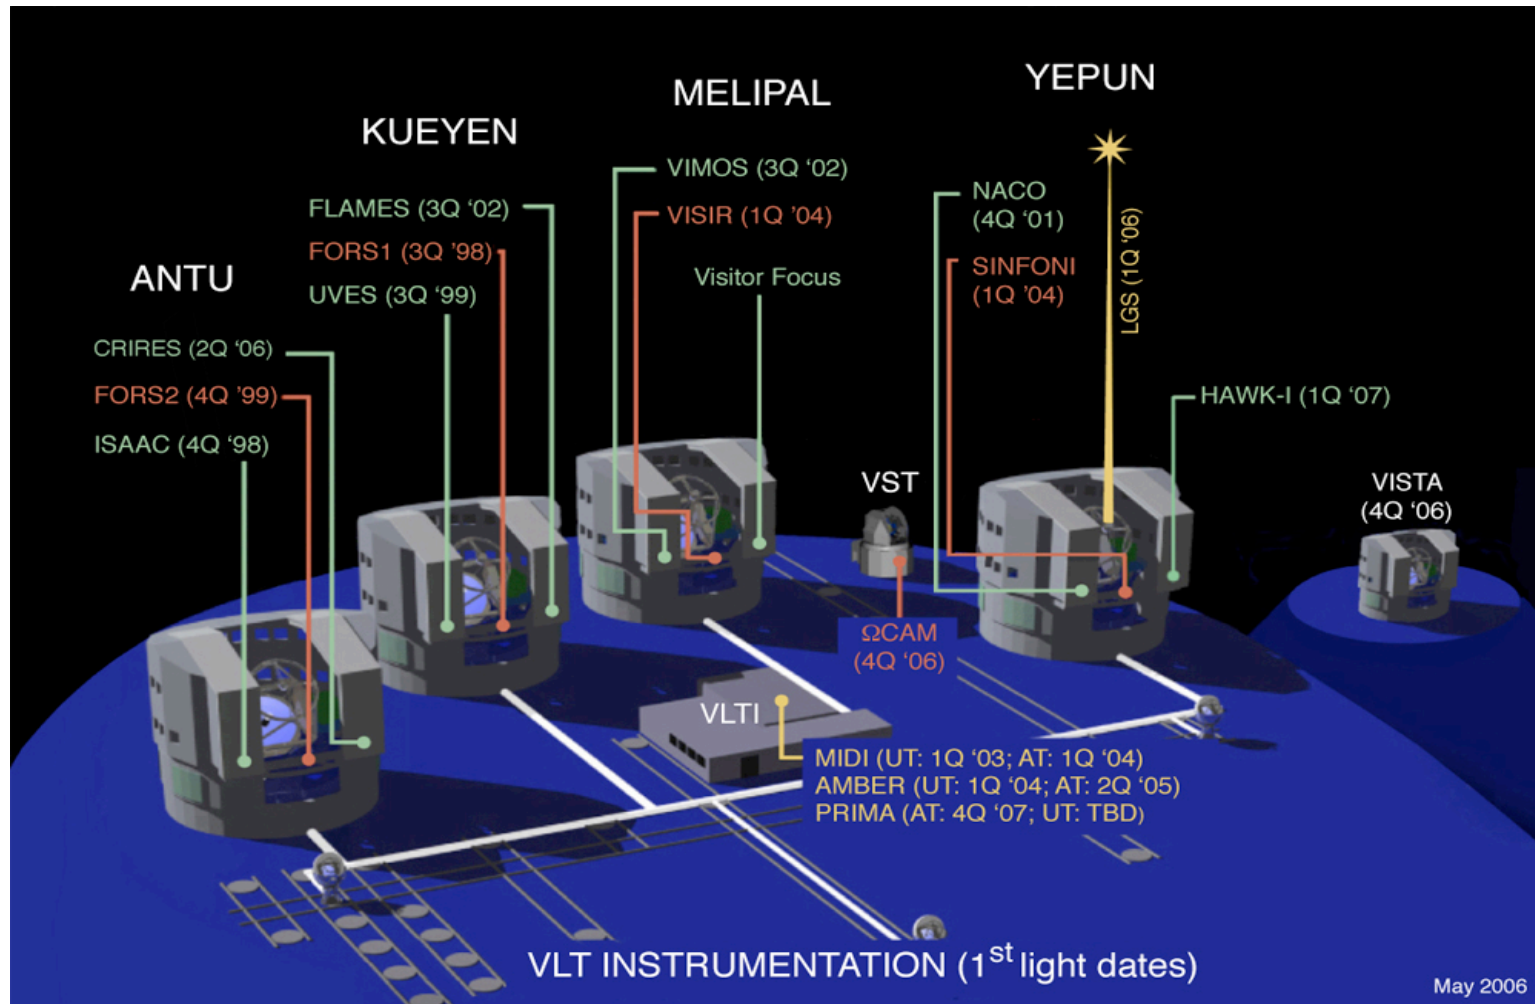 YEPUN
MELIPAL
KUEYEN
ANTU
VIMOS (3Q ‘02)
VISIR (1Q ’04)
Visitor Focus
NACO
(4Q ‘01)
SINFONI
(1Q ’04)
LGS (1Q ’06)
FLAMES (3Q ’02)
FORS1 (3Q ’98)
UVES (3Q ’99)
CRIRES (2Q ‘06)
FORS2 (4Q ‘99)
ISAAC (4Q ‘98)
HAWK-I (1Q ‘07)
VST
VISTA
(4Q ‘06)
ΩCAM
(4Q ‘06)
VLTI
MIDI (UT: 1Q ‘03; AT: 1Q ‘04)
AMBER (UT: 1Q ‘04; AT: 2Q ‘05)
PRIMA (AT: 4Q ‘07; UT: TBD)
VLT INSTRUMENTATION (1st light dates)
May 2006